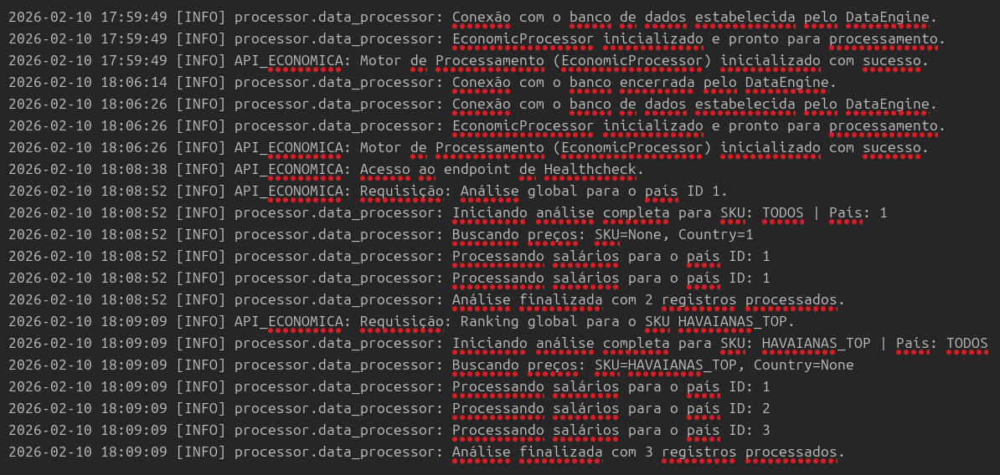 2026-02-10 17:59:49 [INFO] processor.data_processor: Conexão com o banco de dados estabelecida pelo DataEngine.
2026-02-10 17:59:49 [INFO] processor.data_processor: EconomicProcessor inicializado e pronto para processamento.
2026-02-10 17:59:49 [INFO] API_ECONOMICA: Motor de Processamento (EconomicProcessor) inicializado com sucesso.
2026-02-10 18:06:14 [INFO] processor.data_processor: Conexão com o banco encerrada pelo DataEngine.
2026-02-10 18:06:26 [INFO] processor.data_processor: Conexão com o banco de dados estabelecida pelo DataEngine.
2026-02-10 18:06:26 [INFO] processor.data_processor: EconomicProcessor inicializado e pronto para processamento.
2026-02-10 18:06:26 [INFO] API_ECONOMICA: Motor de Processamento (EconomicProcessor) inicializado com sucesso.
2026-02-10 18:08:38 [INFO] API_ECONOMICA: Acesso ao endpoint de Healthcheck.
2026-02-10 18:08:52 [INFO] API_ECONOMICA: Requisição: Análise global para o país ID 1.
2026-02-10 18:08:52 [INFO] processor.data_processor: Iniciando análise completa para SKU: TODOS | País: 1
2026-02-10 18:08:52 [INFO] processor.data_processor: Buscando preços: SKU=None, Country=1
2026-02-10 18:08:52 [INFO] processor.data_processor: Processando salários para o país ID: 1
2026-02-10 18:08:52 [INFO] processor.data_processor: Processando salários para o país ID: 1
2026-02-10 18:08:52 [INFO] processor.data_processor: Análise finalizada com 2 registros processados.
2026-02-10 18:09:09 [INFO] API_ECONOMICA: Requisição: Ranking global para o SKU HAVAIANAS_TOP.
2026-02-10 18:09:09 [INFO] processor.data_processor: Iniciando análise completa para SKU: HAVAIANAS_TOP | País: TODOS
2026-02-10 18:09:09 [INFO] processor.data_processor: Buscando preços: SKU=HAVAIANAS_TOP, Country=None
2026-02-10 18:09:09 [INFO] processor.data_processor: Processando salários para o país ID: 1
2026-02-10 18:09:09 [INFO] processor.data_processor: Processando salários para o país ID: 2
2026-02-10 18:09:09 [INFO] processor.data_processor: Processando salários para o país ID: 3
2026-02-10 18:09:09 [INFO] processor.data_processor: Análise finalizada com 3 registros processados.